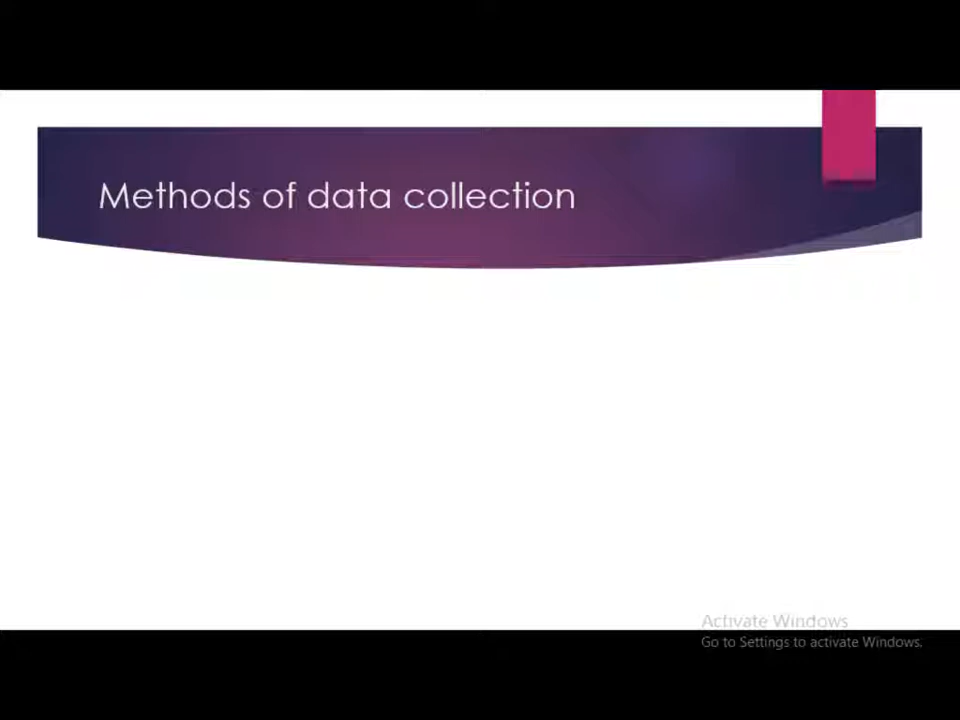 Methods of data collection
Activate Windows
Go to Settings to activate Windows.